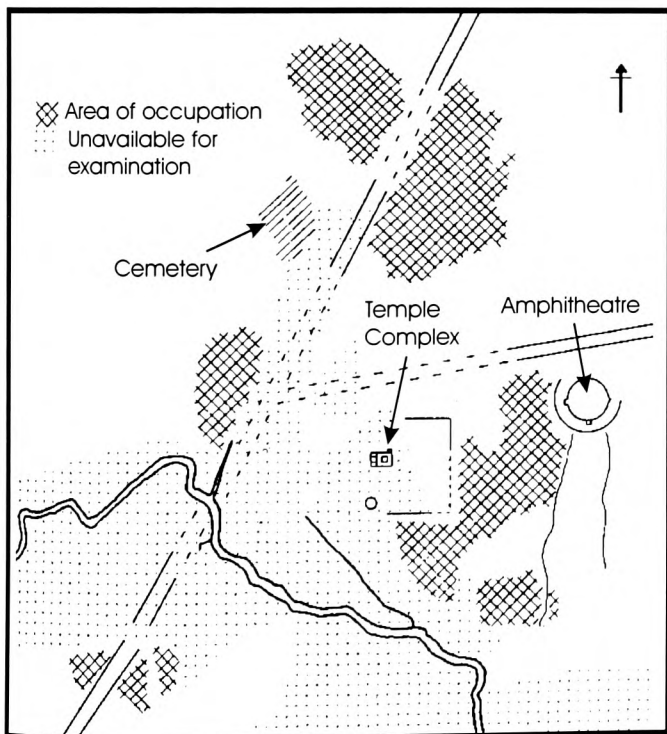 Area of occupation
Unavailable for
examination
Cemetery
Temple
Complex
Amphitheatre